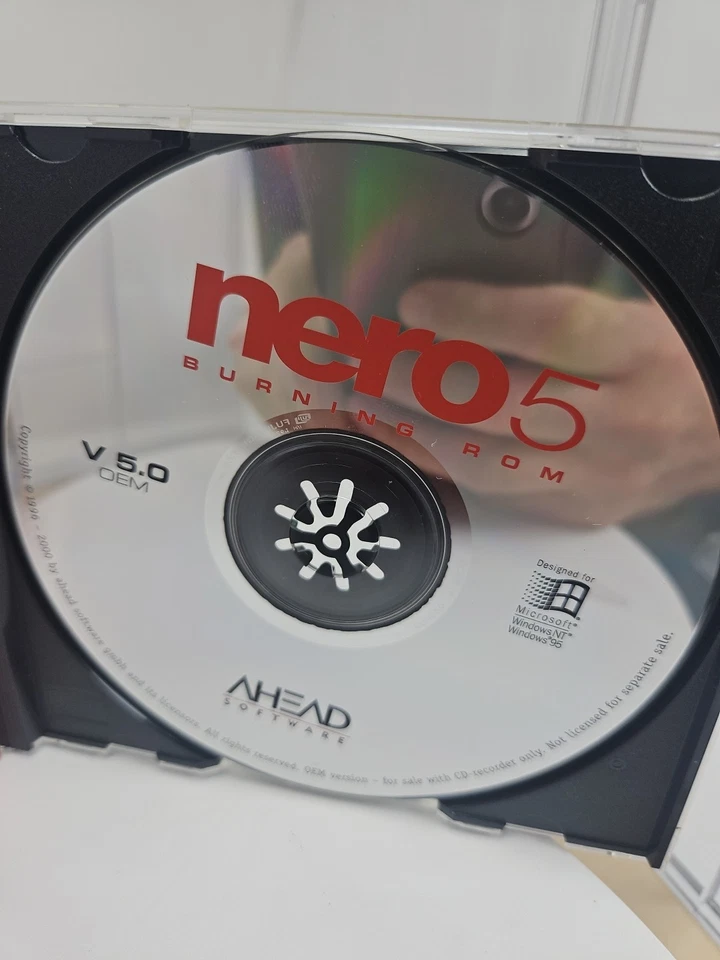 nero 5
BURNING ROM
V 5.0
OEM
Designed for
Microsoft®
Windows NT®
Windows®95
AHEAD
SOFTWARE
Copyright © 1996 - 2000 by ahead software gmbh and its licensors. All rights reserved. OEM version - for sale with CD-recorder only. Not licensed for separate sale.